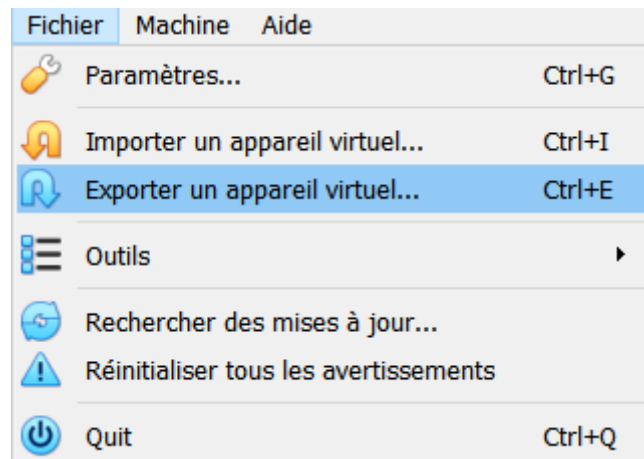 Fichier Machine Aide
Paramètres... Ctrl+G
Importer un appareil virtuel... Ctrl+I
Exporter un appareil virtuel... Ctrl+E
Outils
Rechercher des mises à jour...
Réinitialiser tous les avertissements
Quit Ctrl+Q